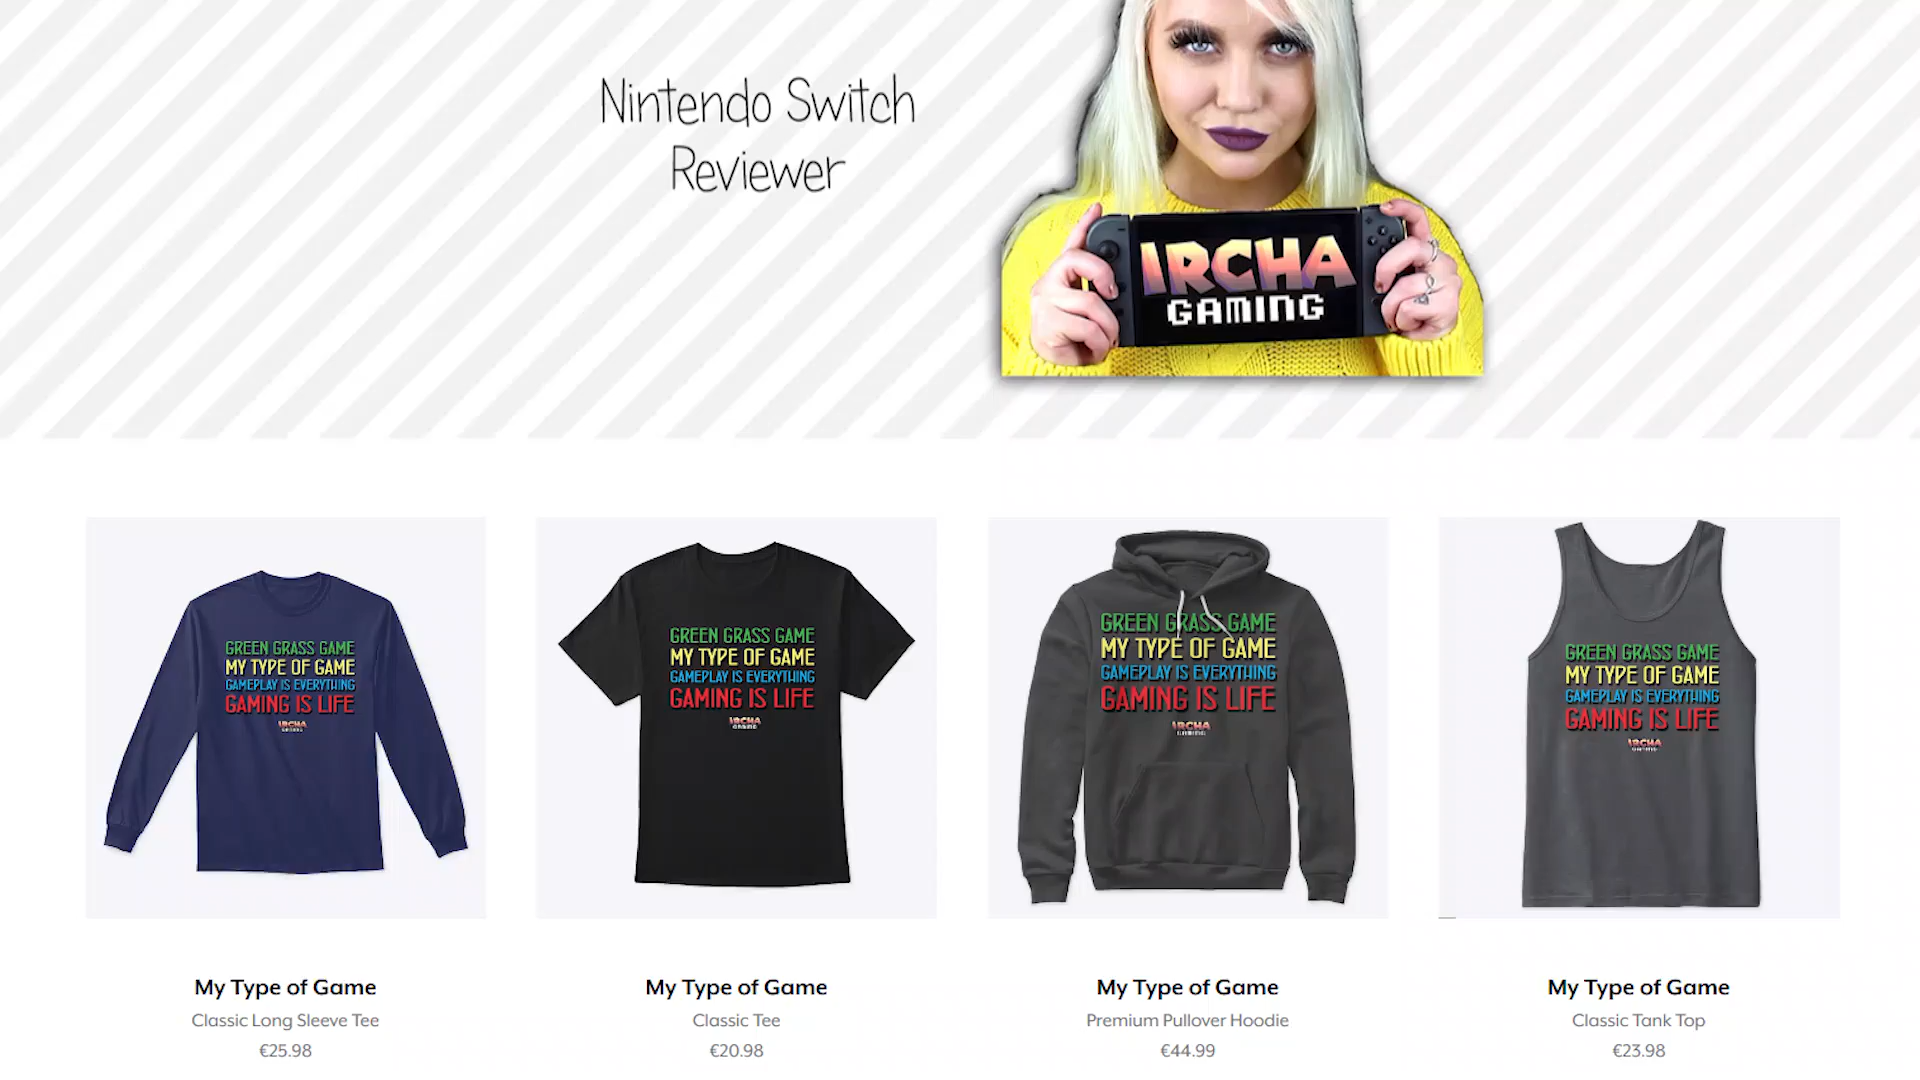 Nintendo Switch
Reviewer
IRCHA
GAMING
GREEN GRASS GAME
MY TYPE OF GAME
GAMEPLAY IS EVERYTHING
GAMING IS LIFE
IRCHA
GAMING
GREEN GRASS GAME
MY TYPE OF GAME
GAMEPLAY IS EVERYTHING
GAMING IS LIFE
IRCHA
GAMING
GREEN GRASS GAME
MY TYPE OF GAME
GAMEPLAY IS EVERYTHING
GAMING IS LIFE
IRCHA
GAMING
GREEN GRASS GAME
MY TYPE OF GAME
GAMEPLAY IS EVERYTHING
GAMING IS LIFE
IRCHA
GAMING
My Type of Game
Classic Long Sleeve Tee
€25.98
My Type of Game
Classic Tee
€20.98
My Type of Game
Premium Pullover Hoodie
€44.99
My Type of Game
Classic Tank Top
€23.98